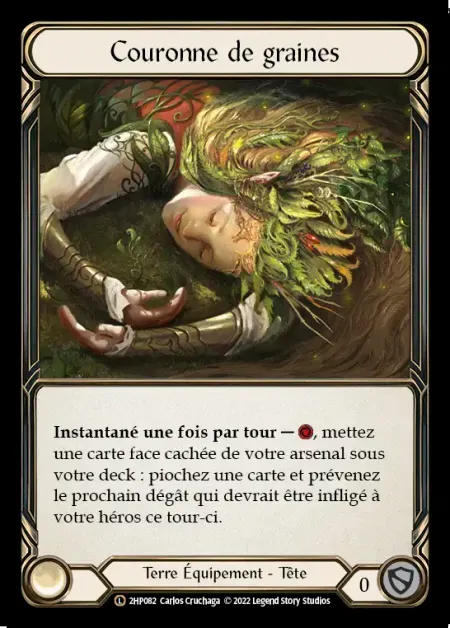 Couronne de graines
Instantané une fois par tour — , mettez
une carte face cachée de votre arsenal sous
votre deck : piochez une carte et prévenez
le prochain dégât qui devrait être infligé à
votre héros ce tour-ci.
Terre Équipement - Tête
0
L 2HP082 Carlos Cruchaga © 2022 Legend Story Studios